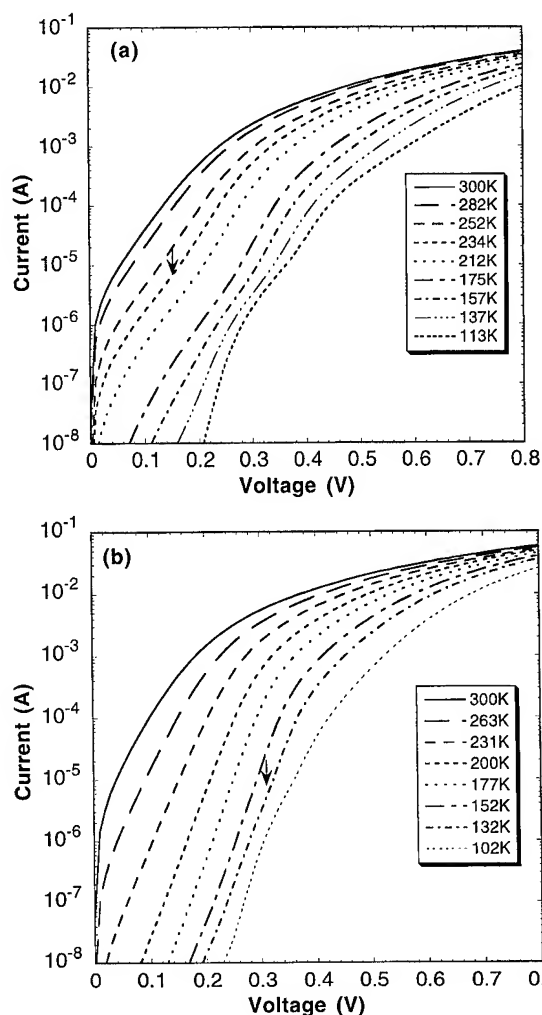 (a)
10^-1
10^-2
10^-3
10^-4
10^-5
10^-6
10^-7
10^-8
Current (A)
300K
282K
252K
234K
212K
175K
157K
137K
113K
0 0.1 0.2 0.3 0.4 0.5 0.6 0.7 0.8
Voltage (V)
(b)
10^-1
10^-2
10^-3
10^-4
10^-5
10^-6
10^-7
10^-8
Current (A)
300K
263K
231K
200K
177K
152K
132K
102K
0 0.1 0.2 0.3 0.4 0.5 0.6 0.7 0
Voltage (V)